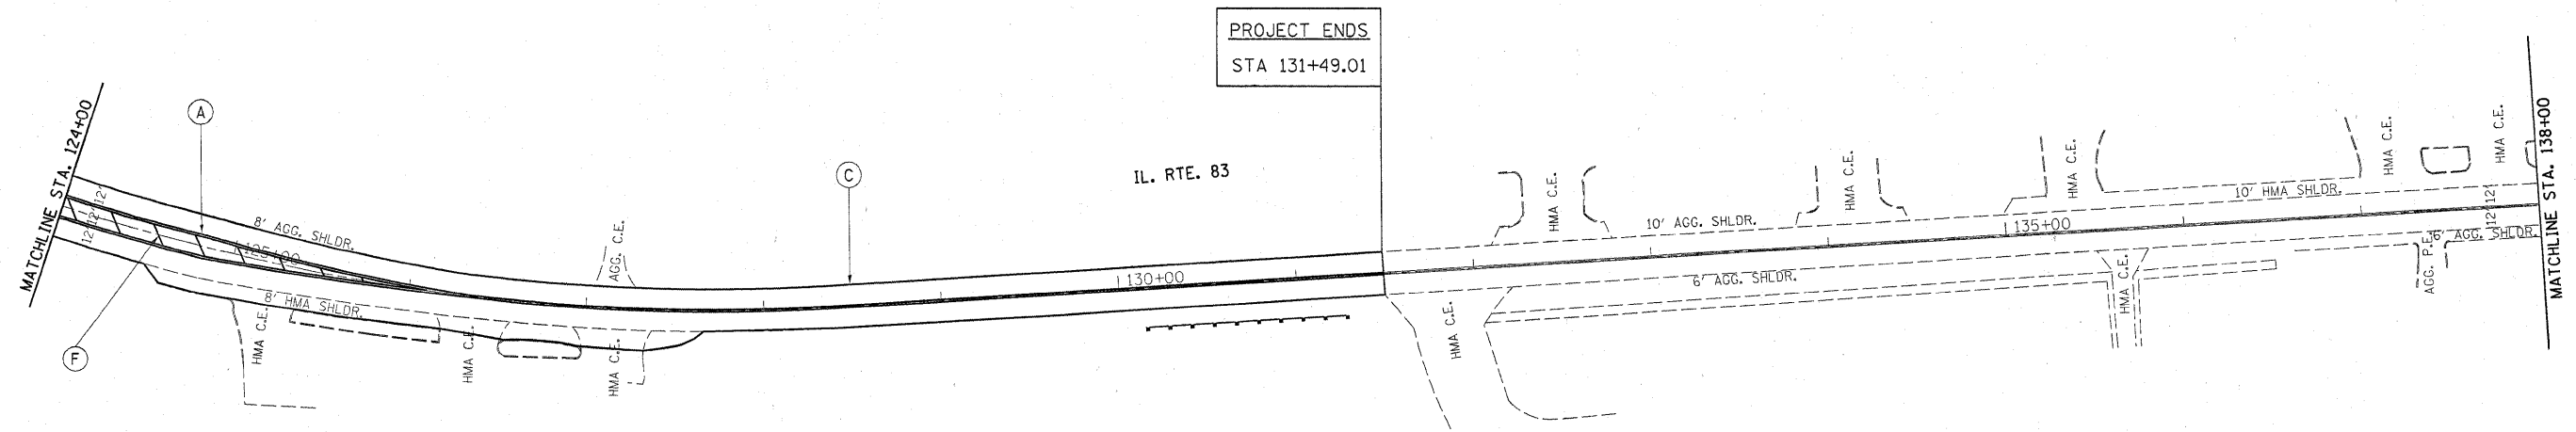 PROJECT ENDS
STA 131+49.01
MATCHLINE STA. 124+00
A
C
F
IL. RTE. 83
12'
12'
12'
8' AGG. SHLDR.
125+00
8' HMA SHLDR.
HMA C.E.
HMA C.E.
HMA C.E.
AGG. C.E.
130+00
HMA C.E.
HMA C.E.
10' AGG. SHLDR.
6' AGG. SHLDR.
HMA C.E.
HMA C.E.
135+00
HMA C.E.
10' HMA SHLDR.
HMA C.E.
HMA C.E.
12'
12'
AGG. P.E.
6' AGG. SHLDR.
MATCHLINE STA. 138+00